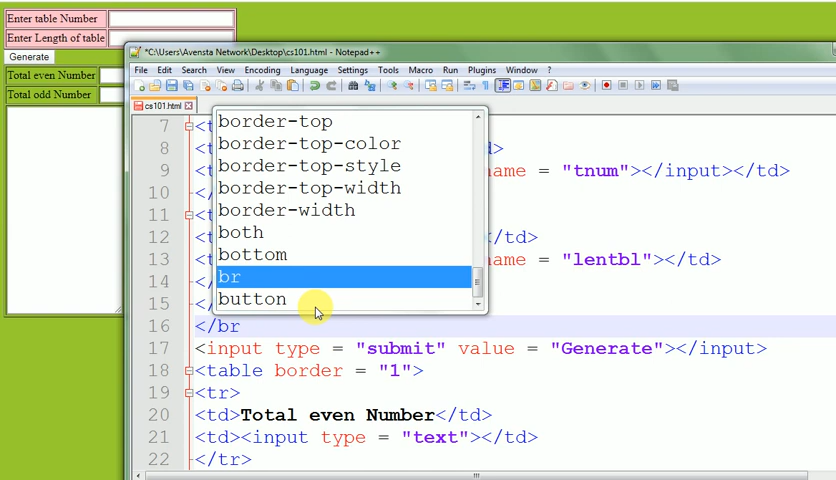 Enter table Number
Enter Length of table
Generate
Total even Number
Total odd Number
*C:\Users\Avensta Network\Desktop\cs101.html - Notepad++
File Edit Search View Encoding Language Settings Tools Macro Run Plugins Window ?
cs101.html
border-top
border-top-color
border-top-style
border-top-width
border-width
both
bottom
br
button
7 <t
8 <t d>
9 <t name = "tnum"></input></td>
10 </
11 <t
12 <t </td>
13 <t name = "lentbl"></td>
14 </
15 </
16 </br
17 <input type = "submit" value = "Generate"></input>
18 <table border = "1">
19 <tr>
20 <td>Total even Number</td>
21 <td><input type = "text"></td>
22 </tr>